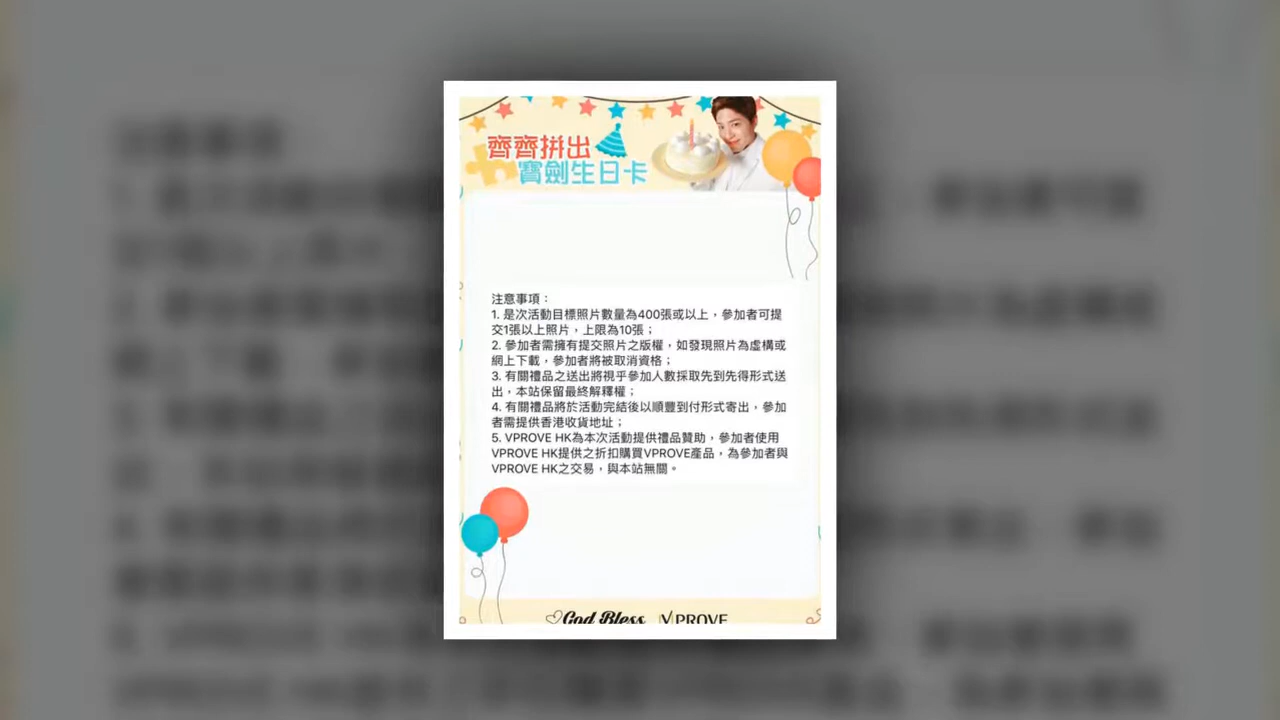 齊齊拼出
寶劍生日卡
注意事項：
1. 是次活動目標照片數量為400張或以上，參加者可提
交1張以上照片，上限為10張；
2. 參加者需擁有提交照片之版權，如發現照片為虛構或
網上下載，參加者將被取消資格；
3. 有關禮品之送出將視乎參加人數採取先到先得形式送
出，本站保留最終解釋權；
4. 有關禮品將於活動完結後以順豐到付形式寄出，參加
者需提供香港收貨地址；
5. VPROVE HK為本次活動提供禮品贊助，參加者使用
VPROVE HK提供之折扣購買VPROVE產品，為參加者與
VPROVE HK之交易，與本站無關。
God Bless VPROVE